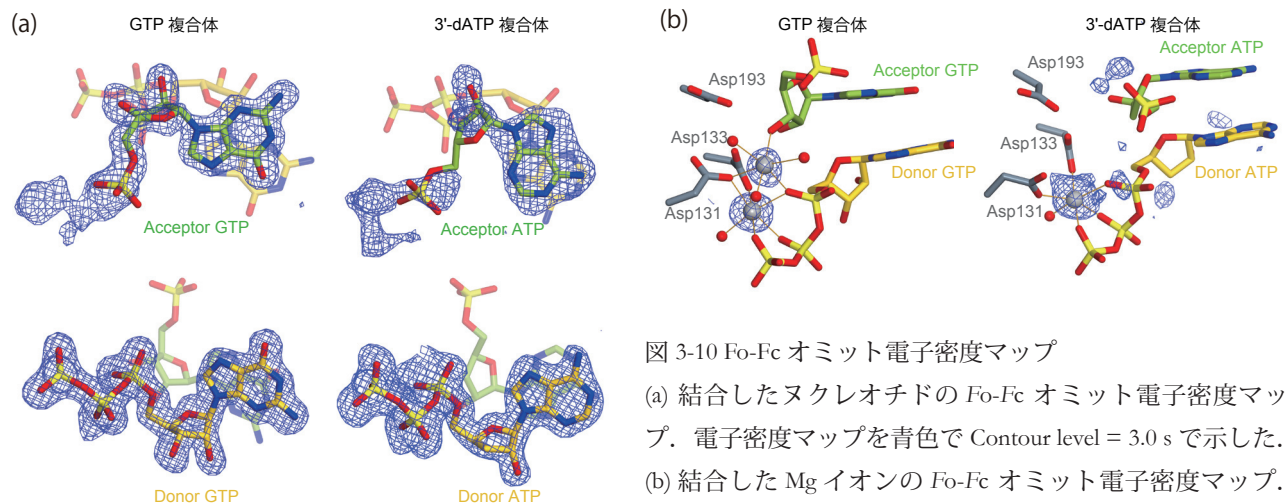 (a)
GTP 複合体
3'-dATP 複合体
Acceptor GTP
Acceptor ATP
Donor GTP
Donor ATP
(b)
GTP 複合体
3'-dATP 複合体
Asp193
Acceptor GTP
Asp133
Donor GTP
Asp131
Acceptor ATP
Asp193
Asp133
Donor ATP
Asp131
図 3-10 Fo-Fc オミット電子密度マップ
(a) 結合したヌクレオチドの Fo-Fc オミット電子密度マッ
プ．電子密度マップを青色で Contour level = 3.0 s で示した．
(b) 結合した Mg イオンの Fo-Fc オミット電子密度マップ．